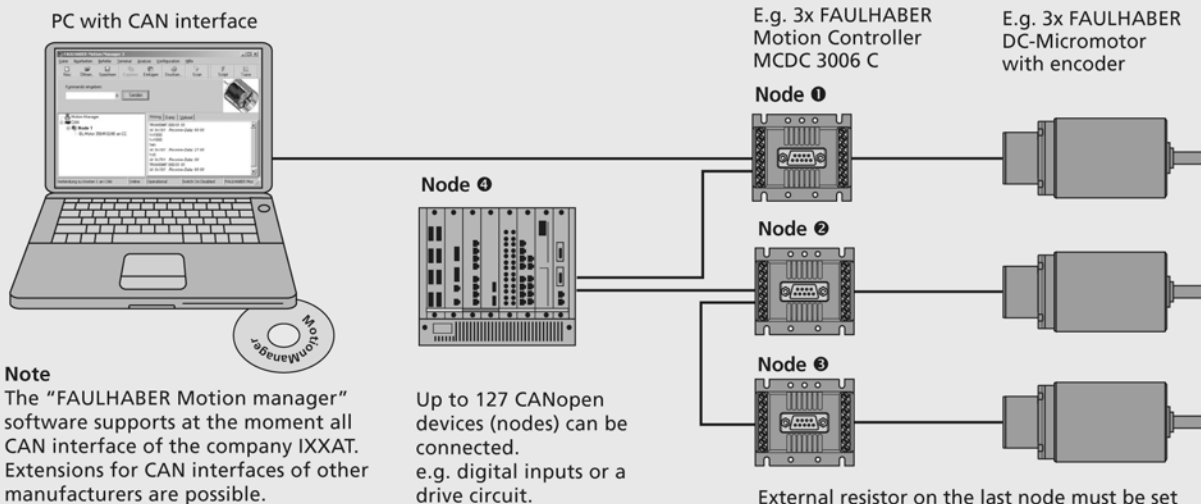 PC with CAN interface
E.g. 3x FAULHABER
Motion Controller
MCDC 3006 C
E.g. 3x FAULHABER
DC-Micromotor
with encoder
Node ❶
Node ❹
Node ❷
Node ❸
MotionManager
Note
The “FAULHABER Motion manager”
software supports at the moment all
CAN interface of the company IXXAT.
Extensions for CAN interfaces of other
manufacturers are possible.
Up to 127 CANopen
devices (nodes) can be
connected.
e.g. digital inputs or a
drive circuit.
External resistor on the last node must be set